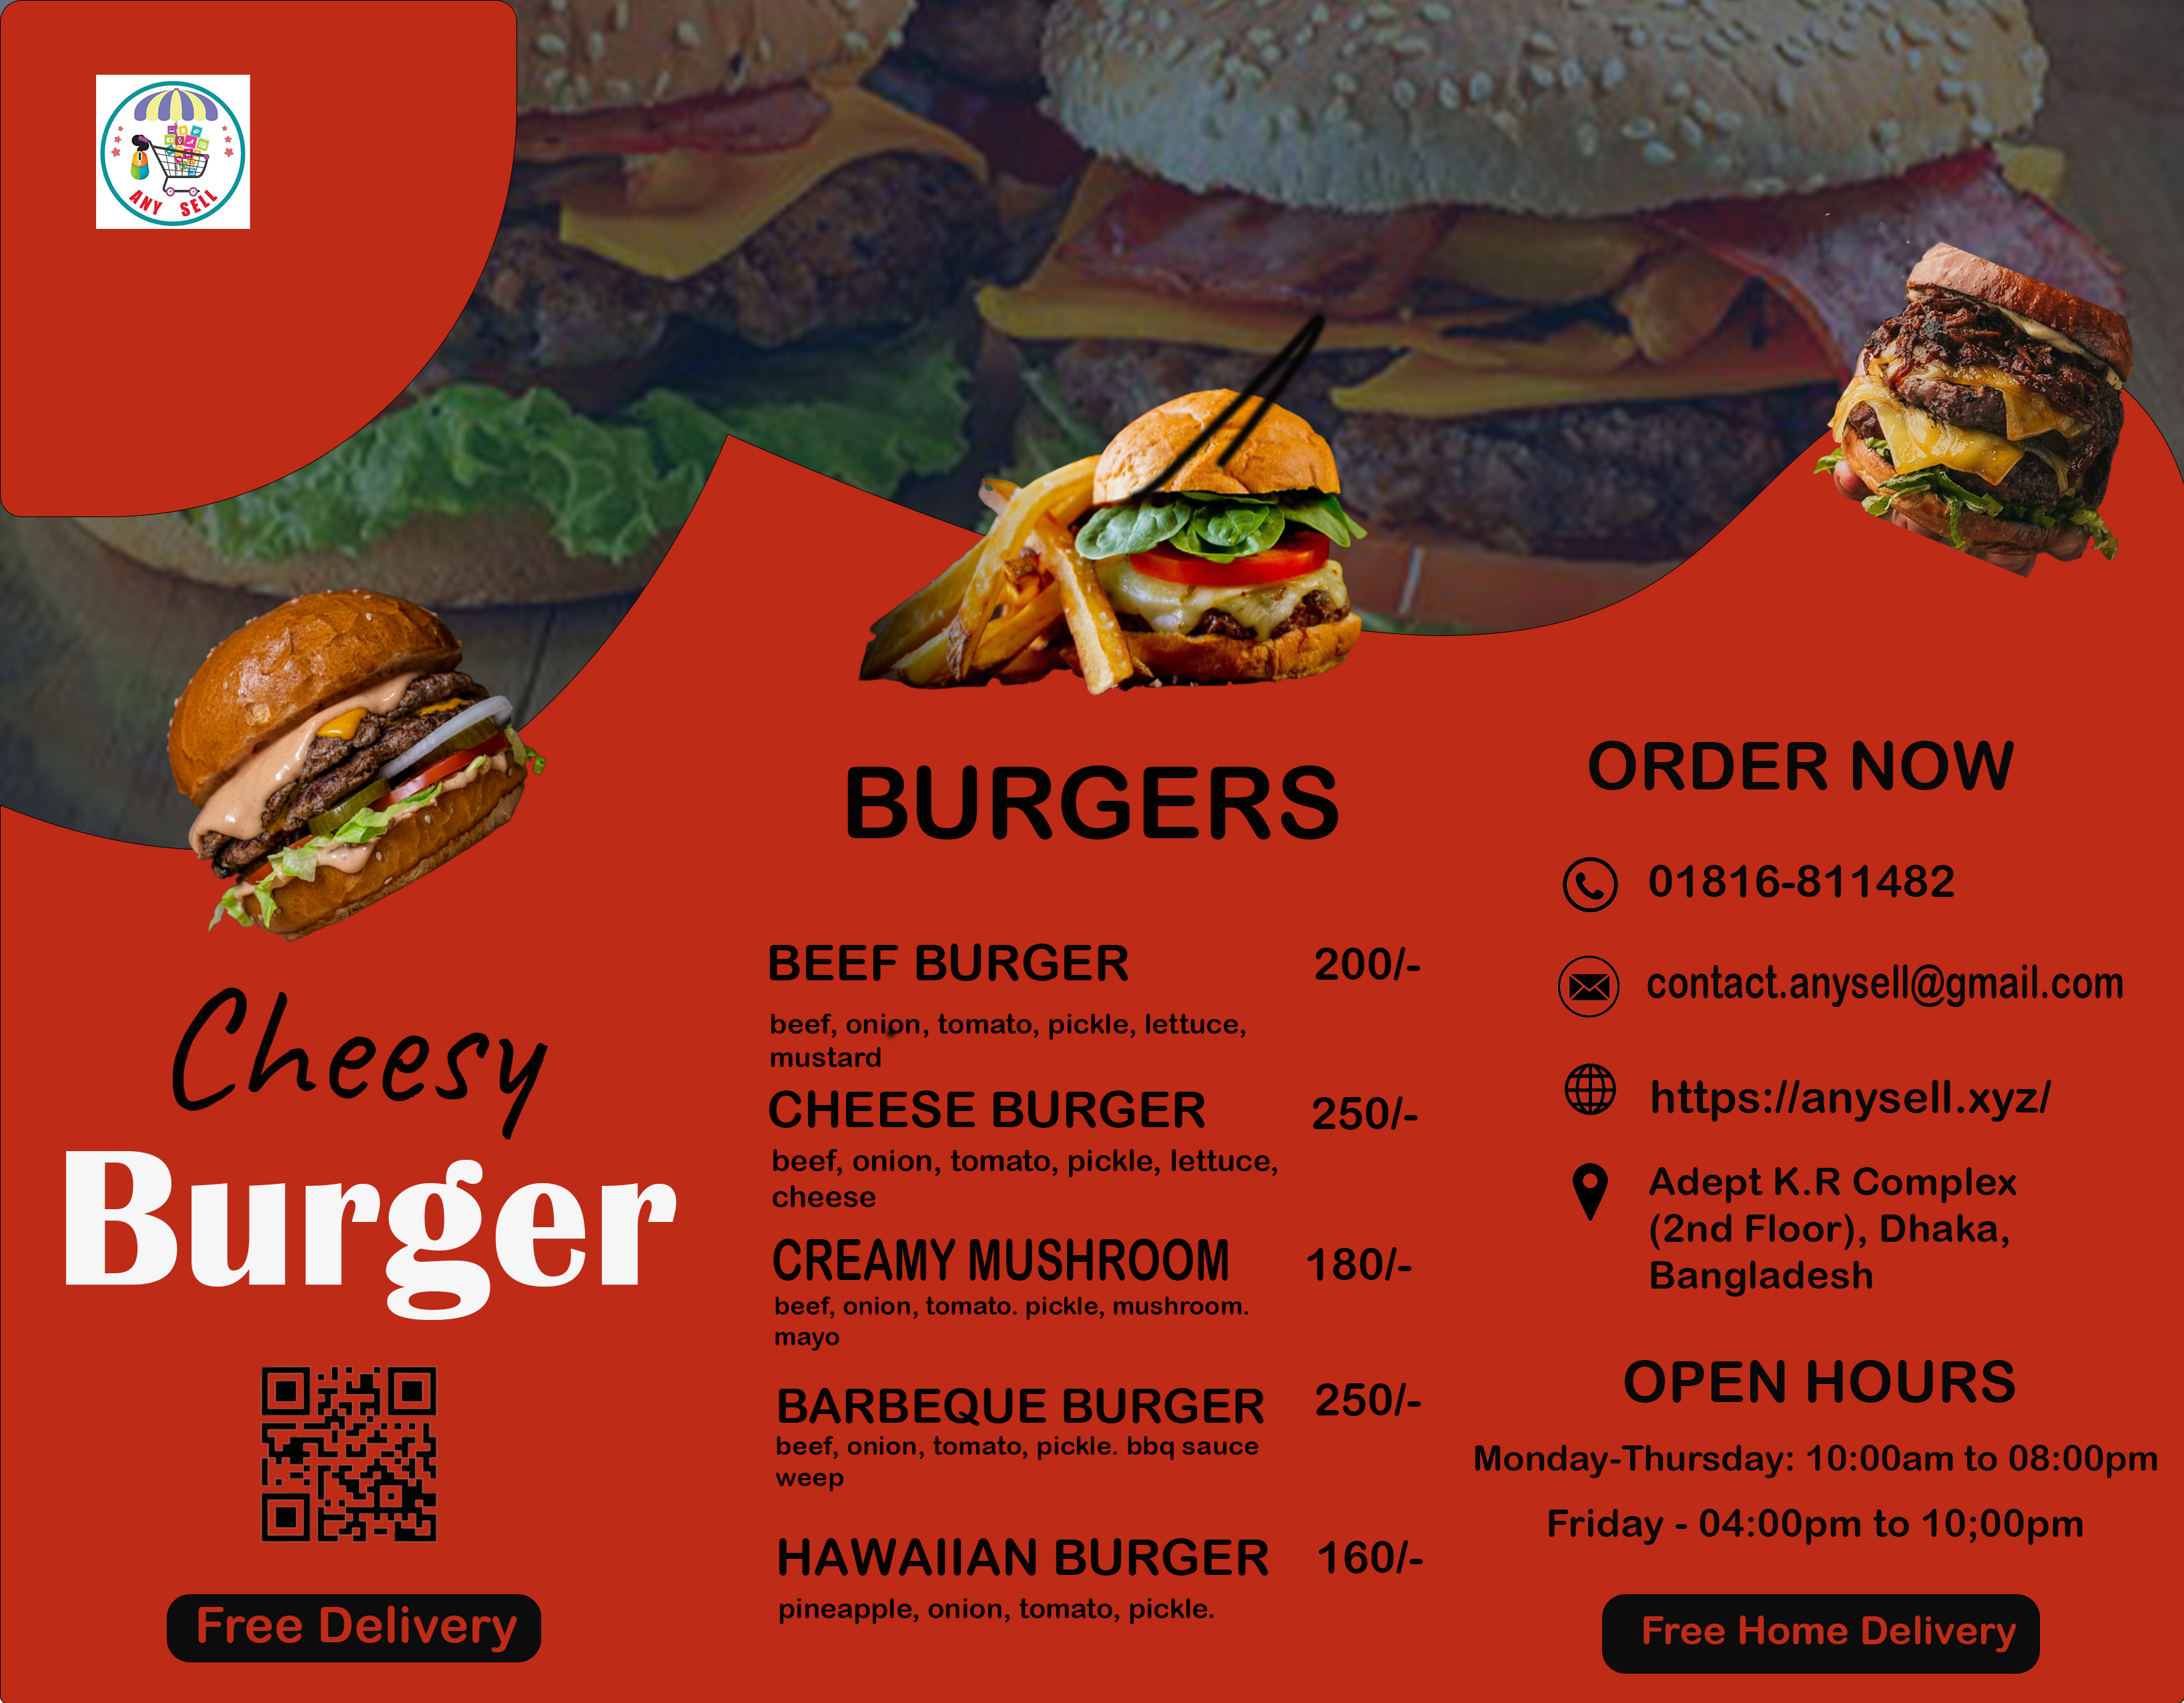 ANY SELL
Cheesy
Burger
Free Delivery
BURGERS
BEEF BURGER 200/-
beef, onion, tomato, pickle, lettuce,
mustard
CHEESE BURGER 250/-
beef, onion, tomato, pickle, lettuce,
cheese
CREAMY MUSHROOM 180/-
beef, onion, tomato. pickle, mushroom.
mayo
BARBEQUE BURGER 250/-
beef, onion, tomato, pickle. bbq sauce
weep
HAWAIIAN BURGER 160/-
pineapple, onion, tomato, pickle.
ORDER NOW
01816-811482
contact.anysell@gmail.com
https://anysell.xyz/
Adept K.R Complex
(2nd Floor), Dhaka,
Bangladesh
OPEN HOURS
Monday-Thursday: 10:00am to 08:00pm
Friday - 04:00pm to 10;00pm
Free Home Delivery